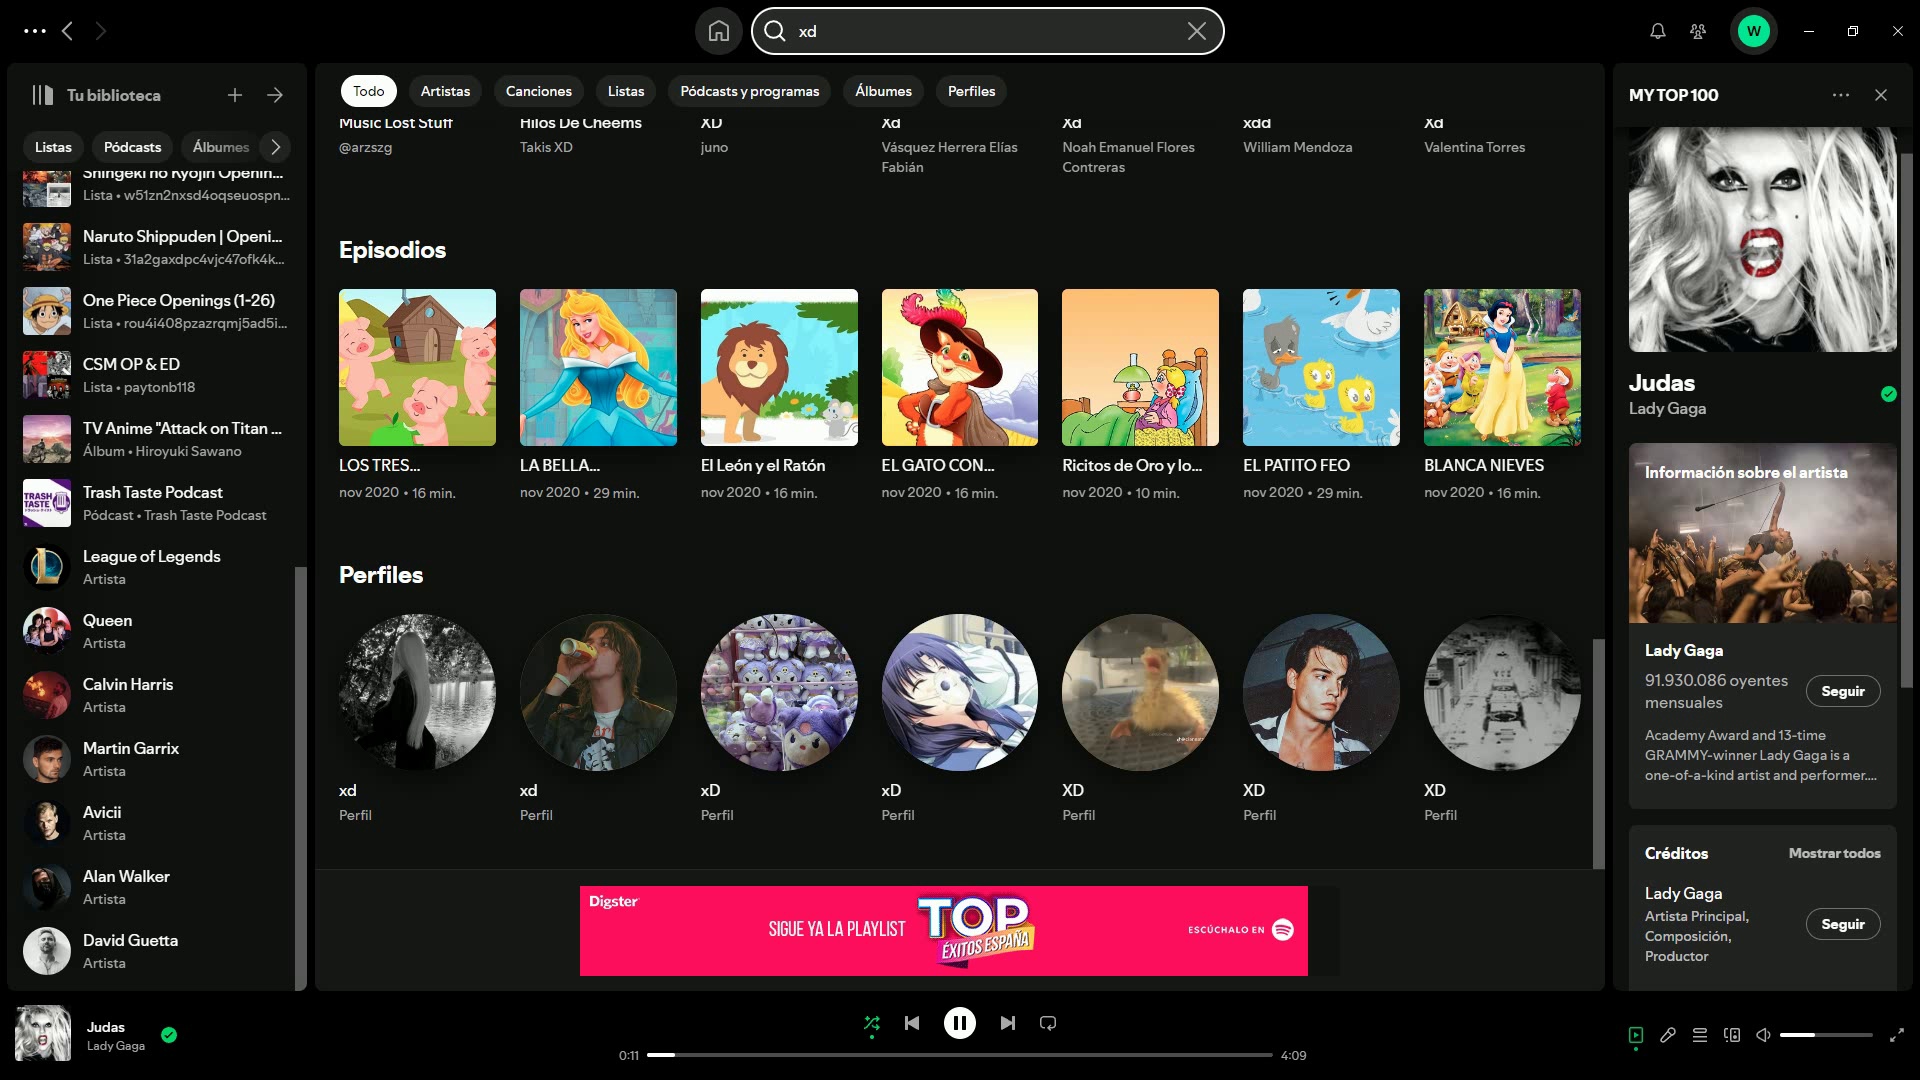 xd
W
Tu biblioteca
Listas
Pódcasts
Álbumes
Shingeki no Kyojin Openin...
Lista • w51zn2nxsd4oqseuospn...
Naruto Shippuden | Openi...
Lista • 31a2gaxdpc4vjc47ofk4k...
One Piece Openings (1-26)
Lista • rou4i408pzazrqmj5ad5i...
CSM OP & ED
Lista • paytonb118
TV Anime "Attack on Titan ...
Álbum • Hiroyuki Sawano
TRASH
TASTE
Trash Taste Podcast
Pódcast • Trash Taste Podcast
League of Legends
Artista
Queen
Artista
Calvin Harris
Artista
Martin Garrix
Artista
Avicii
Artista
Alan Walker
Artista
David Guetta
Artista
Todo
Artistas
Canciones
Listas
Pódcasts y programas
Álbumes
Perfiles
Music Lost Stuff
@arzszg
Hilos De Cheems
Takis XD
XD
juno
Xd
Vásquez Herrera Elías
Fabián
Xd
Noah Emanuel Flores
Contreras
xdd
William Mendoza
Xd
Valentina Torres
Episodios
LOS TRES...
nov 2020 • 16 min.
LA BELLA...
nov 2020 • 29 min.
El León y el Ratón
nov 2020 • 16 min.
EL GATO CON...
nov 2020 • 16 min.
Ricitos de Oro y lo...
nov 2020 • 10 min.
EL PATITO FEO
nov 2020 • 29 min.
BLANCA NIEVES
nov 2020 • 16 min.
Perfiles
xd
Perfil
xd
Perfil
xD
Perfil
xD
Perfil
XD
Perfil
XD
Perfil
XD
Perfil
Digster
SIGUE YA LA PLAYLIST
TOP
ÉXITOS ESPAÑA
ESCÚCHALO EN
MY TOP 100
Judas
Lady Gaga
Información sobre el artista
Lady Gaga
91.930.086 oyentes
mensuales
Seguir
Academy Award and 13-time
GRAMMY-winner Lady Gaga is a
one-of-a-kind artist and performer....
Créditos
Mostrar todos
Lady Gaga
Artista Principal,
Composición,
Productor
Seguir
Judas
Lady Gaga
0:11
4:09